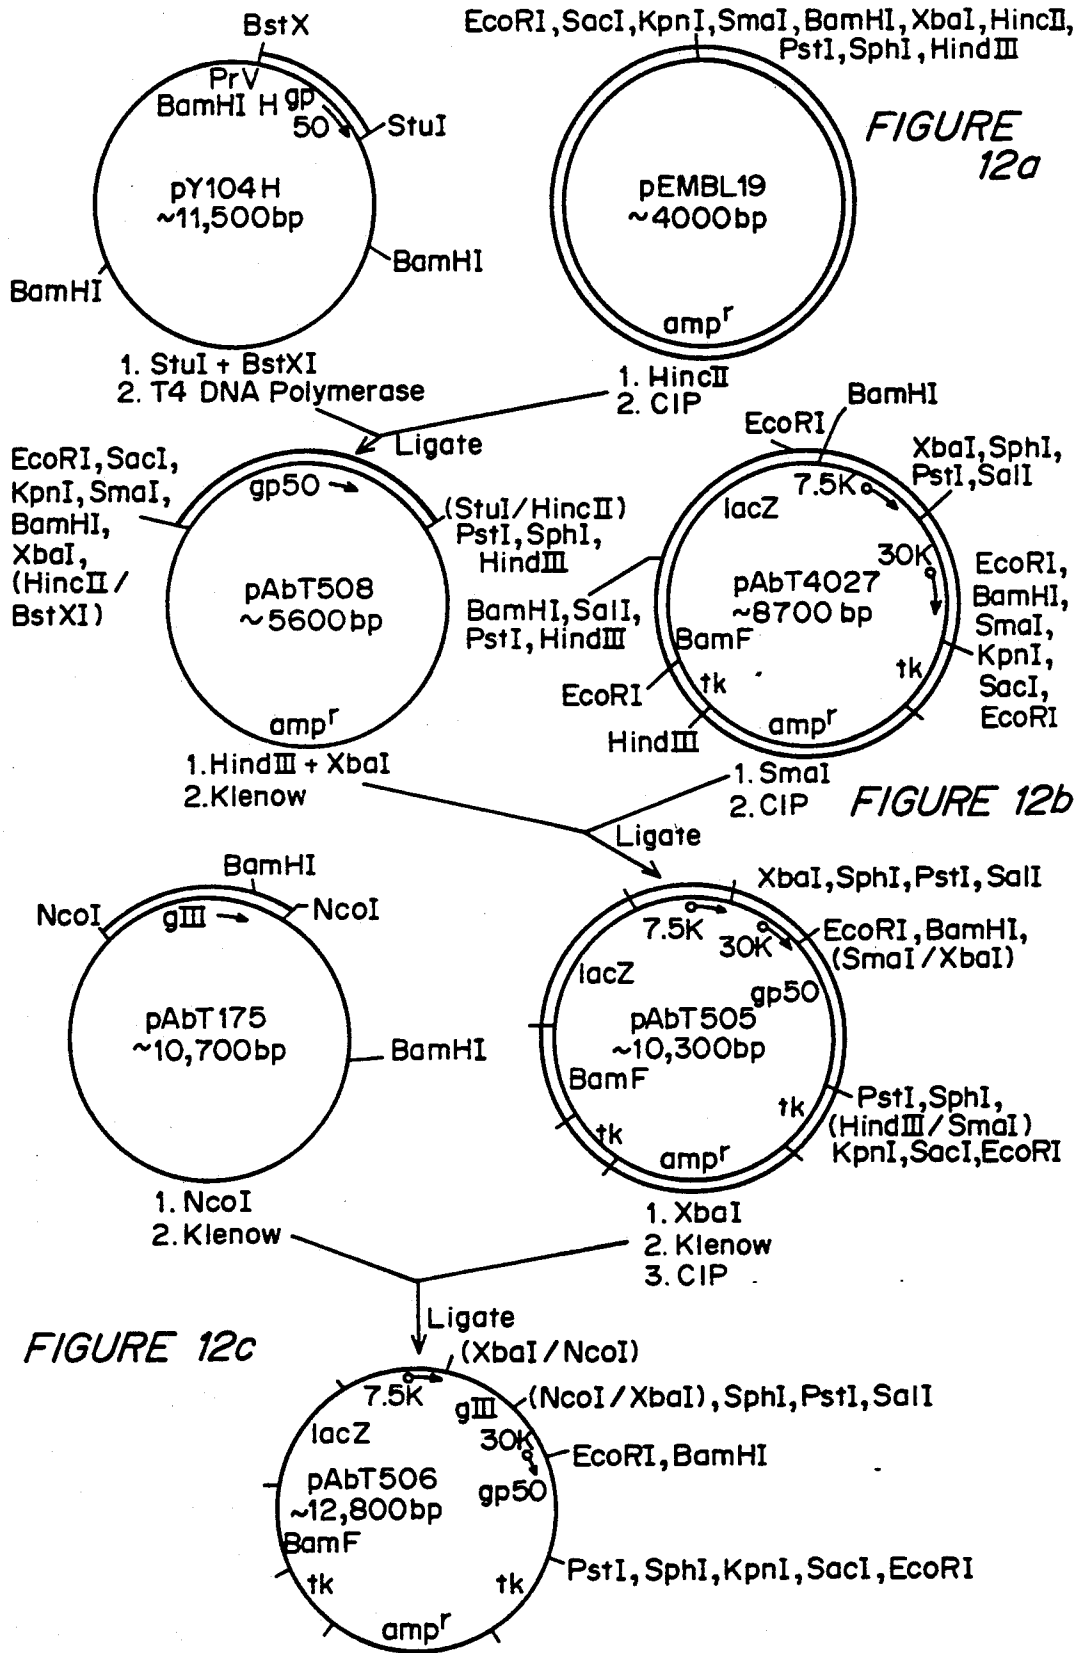 BstX
EcoRI,SacI,KpnI,SmaI,BamHI,XbaI,HincII,
PstI,SphI,HindIII
PrV
BamHI H
gp
50
StuI
pY104H
~11,500bp
BamHI
BamHI
FIGURE
12a
pEMBL19
~4000bp
ampr
1. StuI + BstXI
2. T4 DNA Polymerase
1. HincII
2. CIP
Ligate
EcoRI,SacI,
KpnI,SmaI,
BamHI,
XbaI,
(HincII/
BstXI)
gp50
(StuI/HincII)
PstI,SphI,
HindIII
pAbT508
~5600bp
ampr
EcoRI
BamHI
XbaI,SphI,
PstI,SalI
7.5K
lacZ
30K
EcoRI,
BamHI,
SmaI,
KpnI,
SacI,
EcoRI
pAbT4027
~8700bp
BamHI,SalI,
PstI,HindIII
BamF
EcoRI
tk
tk
HindIII
ampr
1.HindIII + XbaI
2.Klenow
1.SmaI
2.CIP
FIGURE 12b
Ligate
BamHI
NcoI
NcoI
gIII
pAbT175
~10,700bp
BamHI
XbaI,SphI,PstI,SalI
7.5K
30K
EcoRI,BamHI,
(SmaI/XbaI)
lacZ
gp50
pAbT505
~10,300bp
BamF
tk
tk
PstI,SphI,
(HindIII/SmaI)
KpnI,SacI,EcoRI
ampr
1. NcoI
2.Klenow
1. XbaI
2. Klenow
3. CIP
Ligate
FIGURE 12c
(XbaI/NcoI)
7.5K
gIII
(NcoI/XbaI),SphI,PstI,SalI
lacZ
30K
EcoRI,BamHI
gp50
pAbT506
~12,800bp
BamF
tk
tk
PstI,SphI,KpnI,SacI,EcoRI
ampr